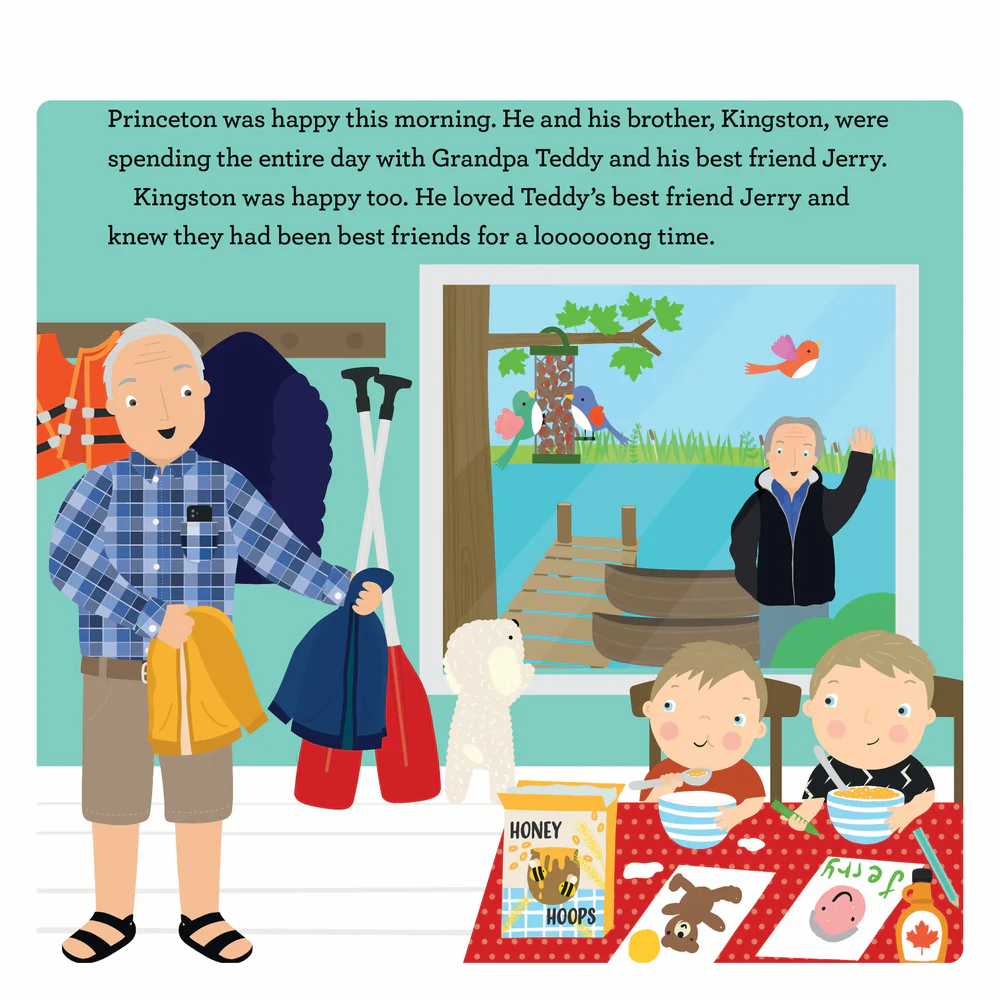 Princeton was happy this morning. He and his brother, Kingston, were
spending the entire day with Grandpa Teddy and his best friend Jerry.
Kingston was happy too. He loved Teddy’s best friend Jerry and
knew they had been best friends for a loooooong time.
HONEY
HOOPS
Jerry